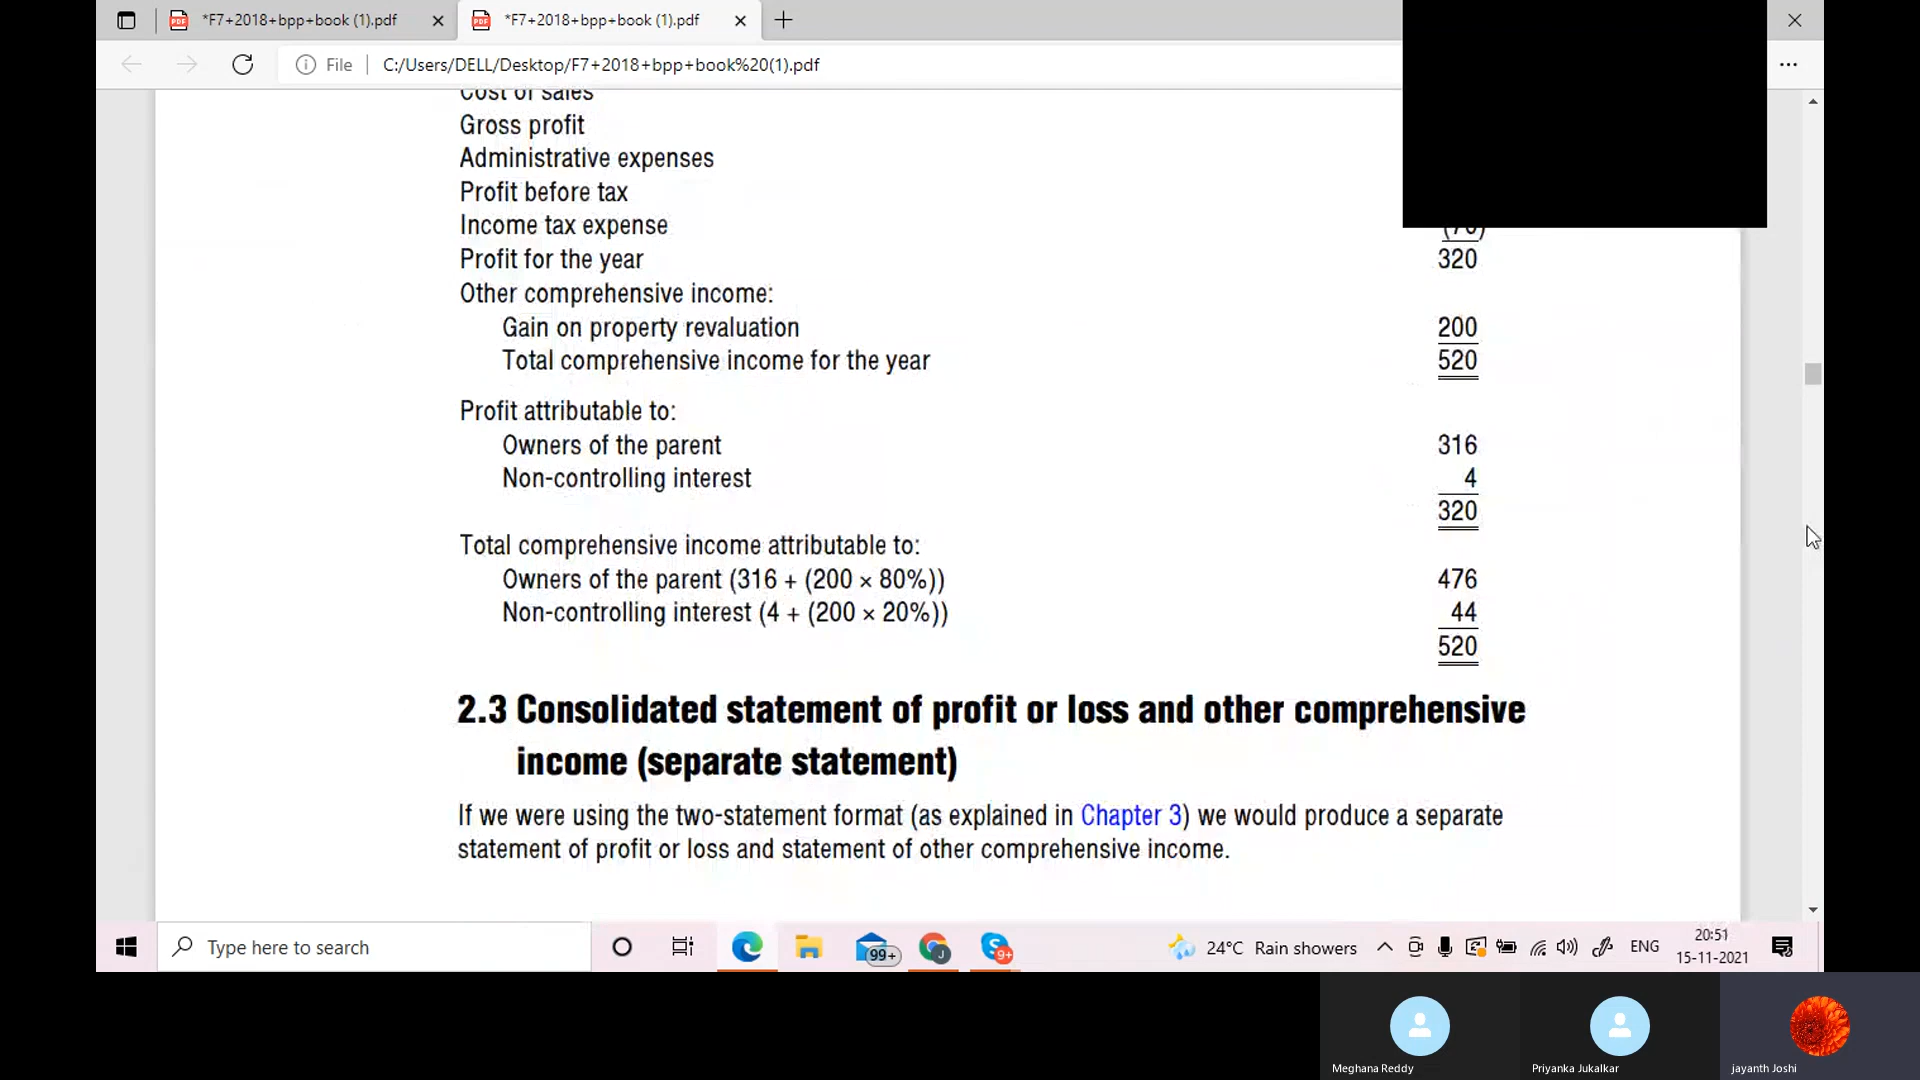 *F7+2018+bpp+book (1).pdf
*F7+2018+bpp+book (1).pdf
File
C:/Users/DELL/Desktop/F7+2018+bpp+book%20(1).pdf
Cost of sales
Gross profit
Administrative expenses
Profit before tax
Income tax expense (70)
Profit for the year 320
Other comprehensive income:
Gain on property revaluation 200
Total comprehensive income for the year 520
Profit attributable to:
Owners of the parent 316
Non-controlling interest 4
320
Total comprehensive income attributable to:
Owners of the parent (316 + (200 × 80%)) 476
Non-controlling interest (4 + (200 × 20%)) 44
520
2.3 Consolidated statement of profit or loss and other comprehensive
income (separate statement)
If we were using the two-statement format (as explained in Chapter 3) we would produce a separate
statement of profit or loss and statement of other comprehensive income.
Type here to search
99+
J
9+
24°C Rain showers
ENG
20:51
15-11-2021
Meghana Reddy
Priyanka Jukalkar
jayanth Joshi